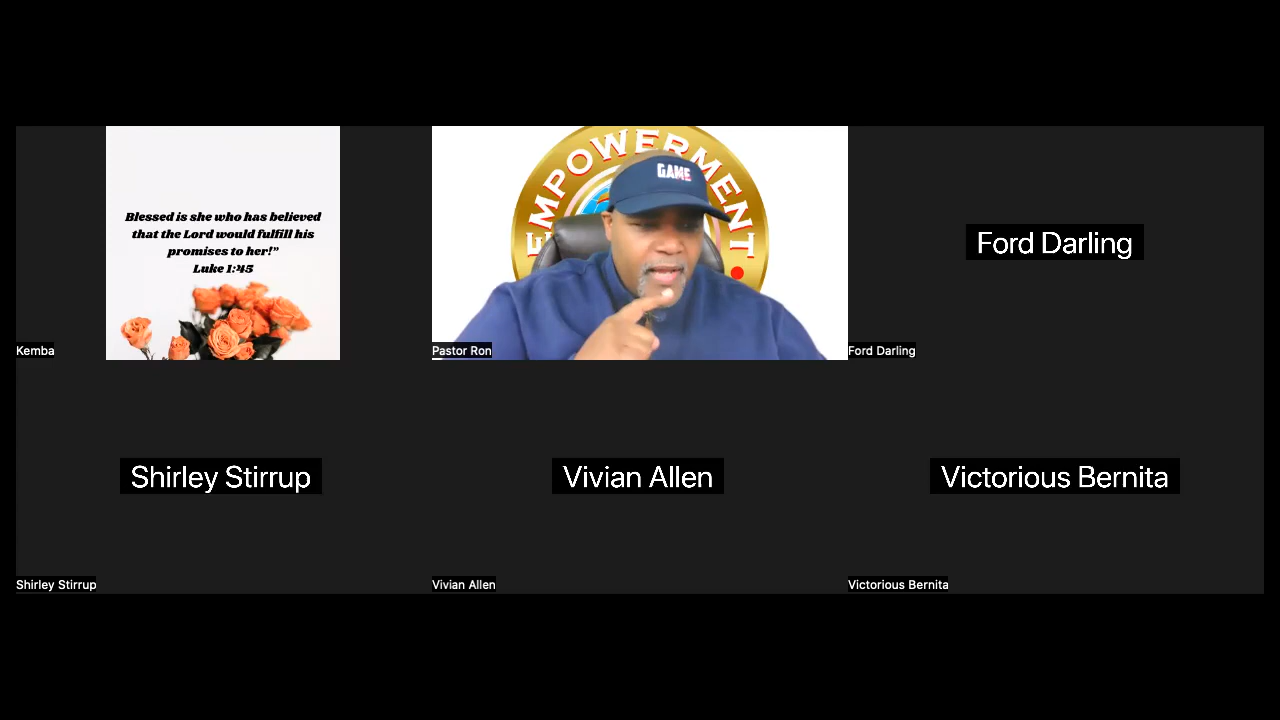 Blessed is she who has believed
that the Lord would fulfill his
promises to her!”
Luke 1:45
Kemba
EMPOWERMENT
GAME
Pastor Ron
Ford Darling
Ford Darling
Shirley Stirrup
Shirley Stirrup
Vivian Allen
Vivian Allen
Victorious Bernita
Victorious Bernita